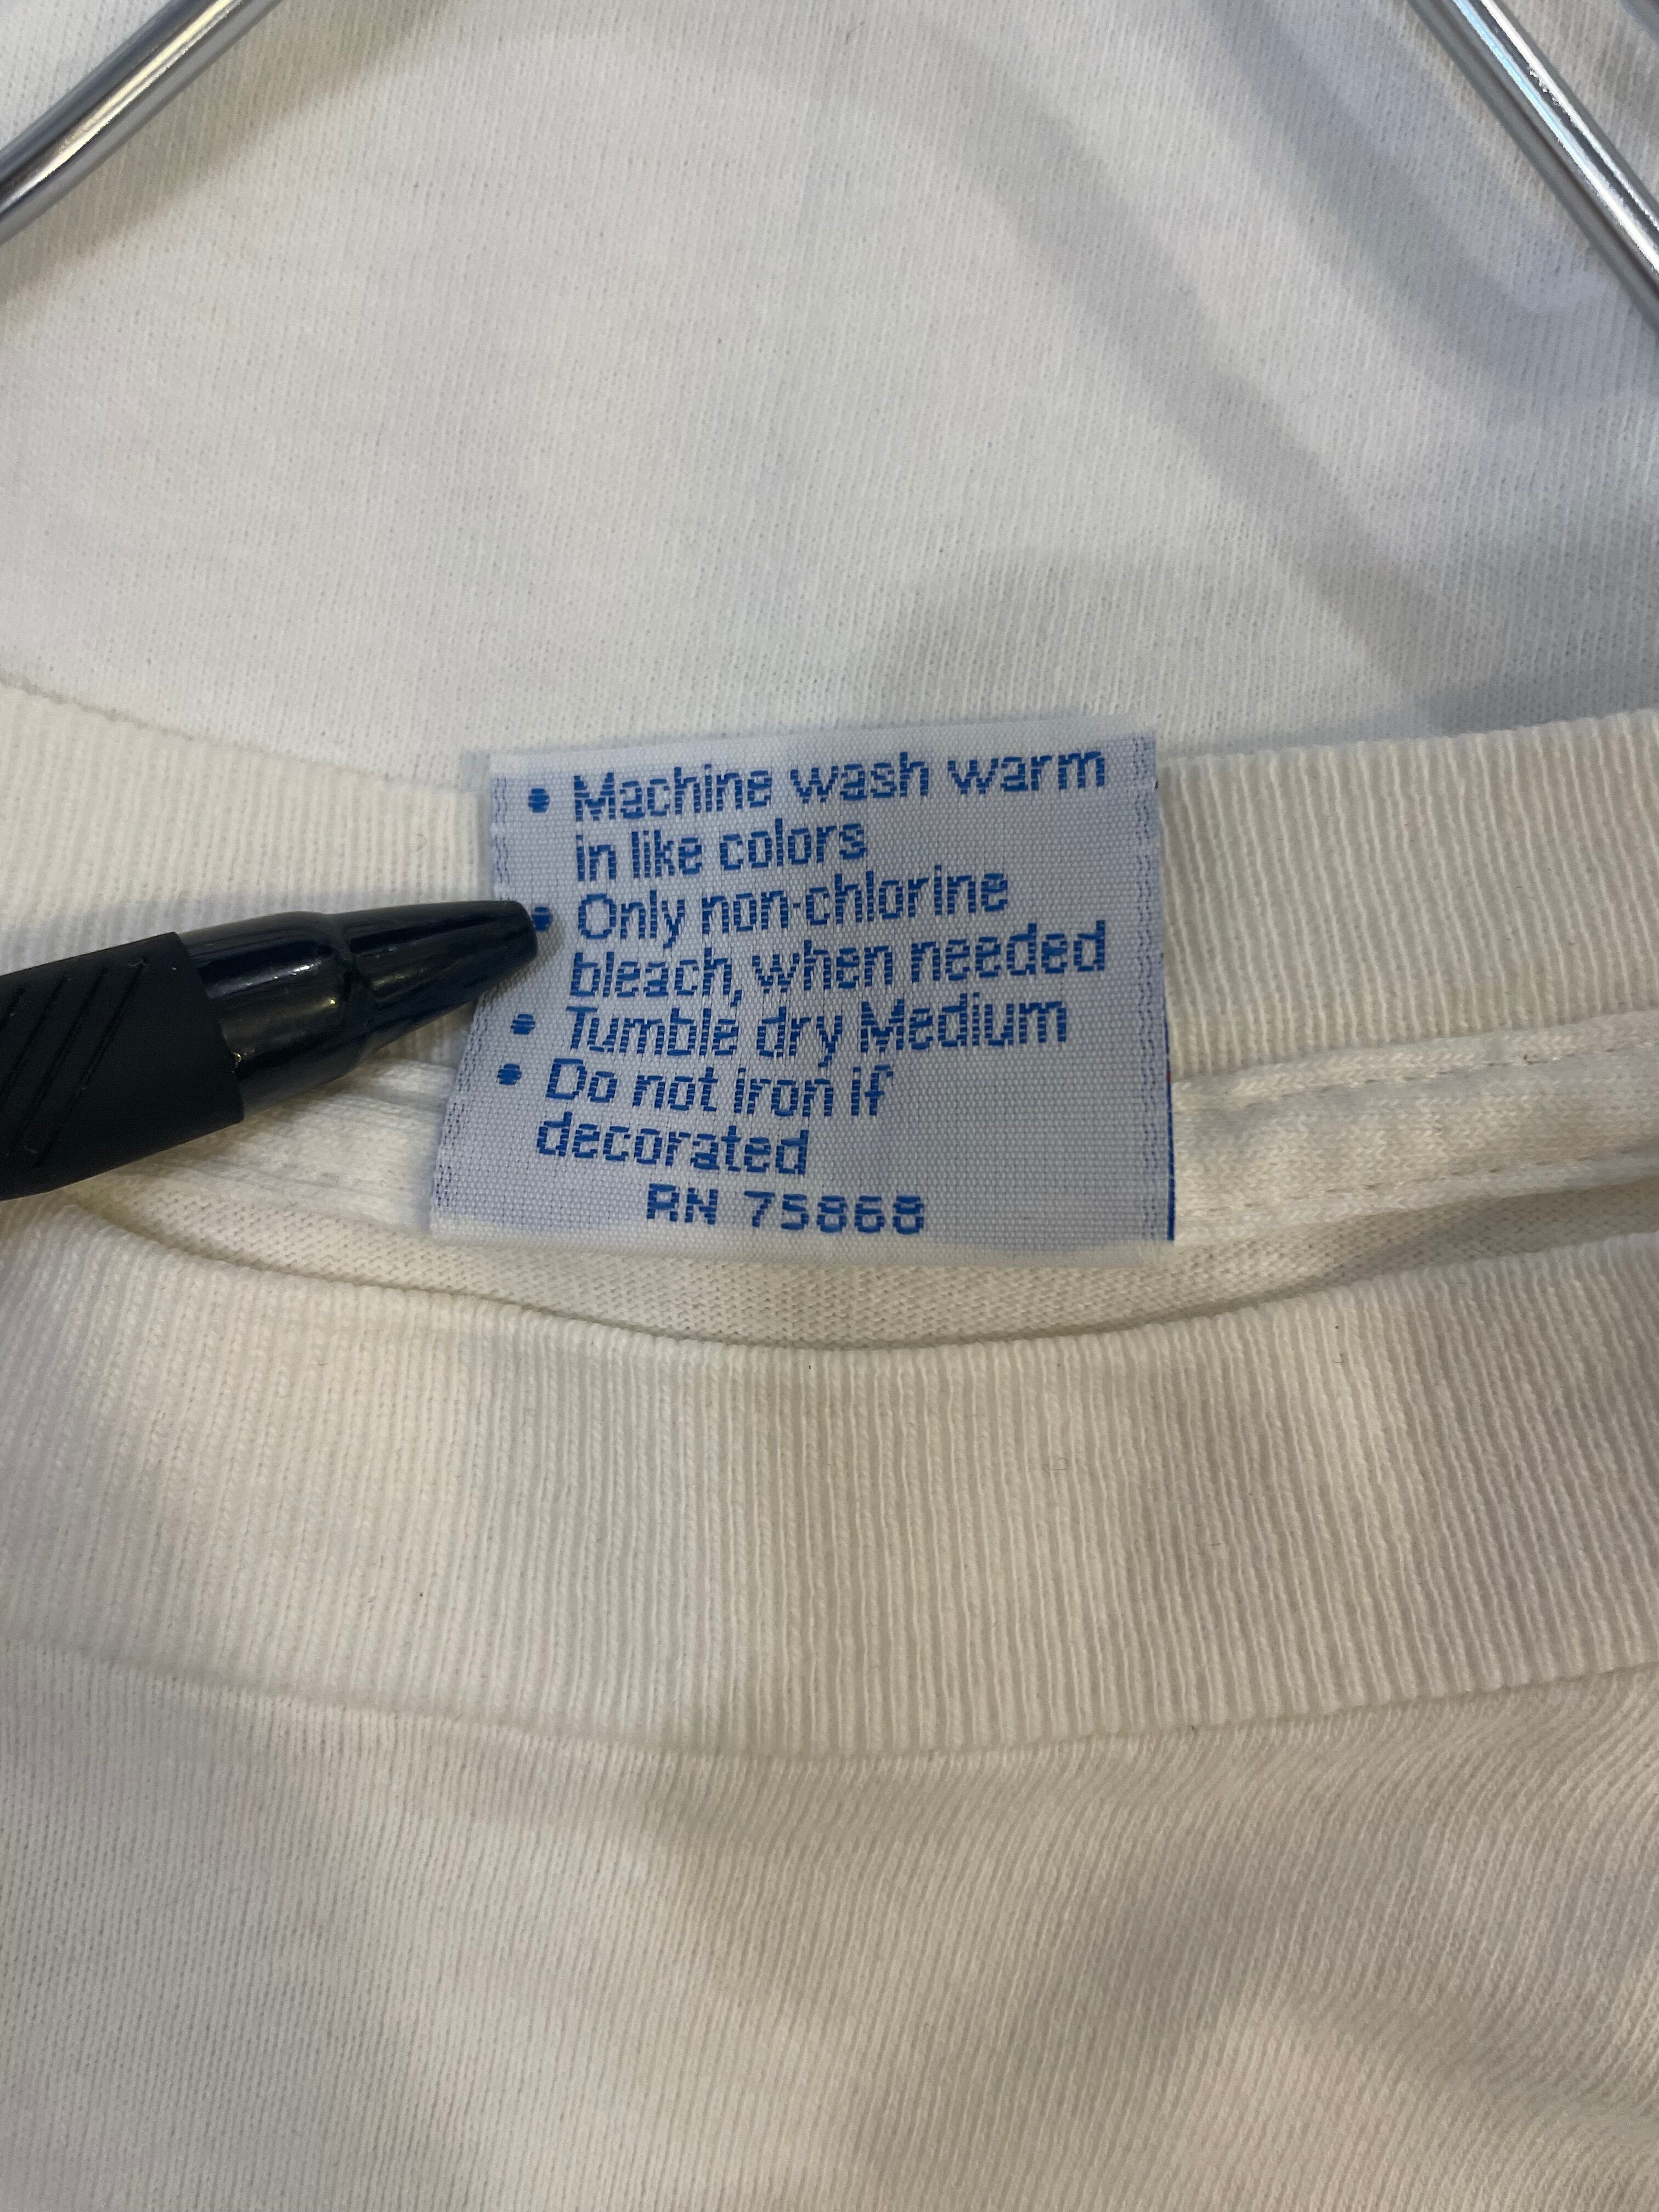 • Machine wash warm
in like colors
• Only non-chlorine
bleach, when needed
• Tumble dry Medium
• Do not iron if
decorated
RN 75868